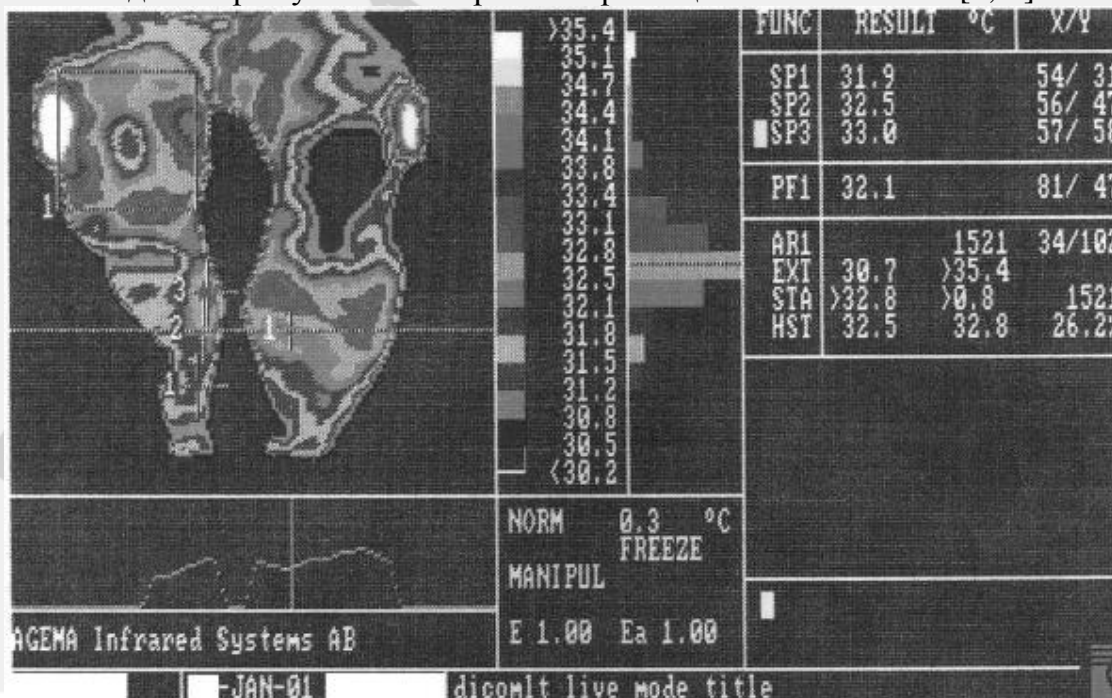 >35.4
35.1
34.7
34.4
34.1
33.8
33.4
33.1
32.8
32.5
32.1
31.8
31.5
31.2
30.8
30.5
<30.2
FUNC RESULT ºC X/Y
SP1 31.9 54/
SP2 32.5 56/
SP3 33.0 57/
PF1 32.1 81/
AR1 1521
EXT 30.7 >35.4
STA >32.8 >0.8
HST 32.5 32.8
1
3
2
1
1
NORM 0.3 ºC
FREEZE
MANIPUL
E 1.00 Ea 1.00
AGEMA Infrared Systems AB
-JAN-01
dicomlt live mode title